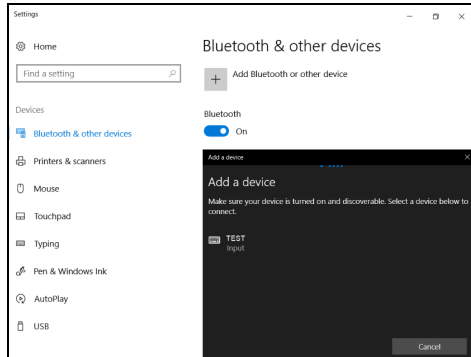 Settings
Home
Find a setting
Devices
Bluetooth & other devices
Printers & scanners
Mouse
Touchpad
Typing
Pen & Windows Ink
AutoPlay
USB
Bluetooth & other devices
Add Bluetooth or other device
Bluetooth
On
Add a device
Add a device
Make sure your device is turned on and discoverable. Select a device below to
connect.
TEST
Input
Cancel